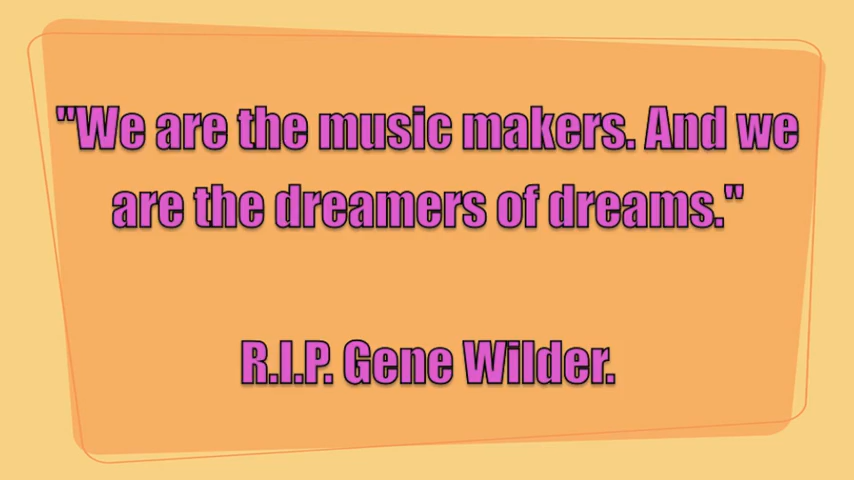 "We are the music makers. And we
are the dreamers of dreams."
R.I.P. Gene Wilder.